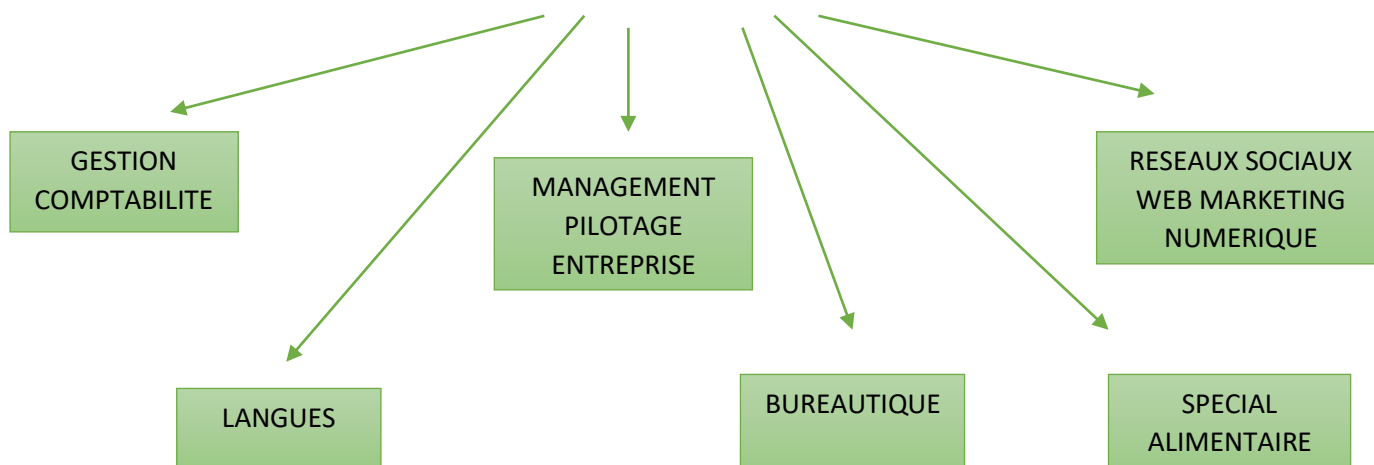 GESTION
COMPTABILITE
MANAGEMENT
PILOTAGE
ENTREPRISE
RESEAUX SOCIAUX
WEB MARKETING
NUMERIQUE
LANGUES
BUREAUTIQUE
SPECIAL
ALIMENTAIRE